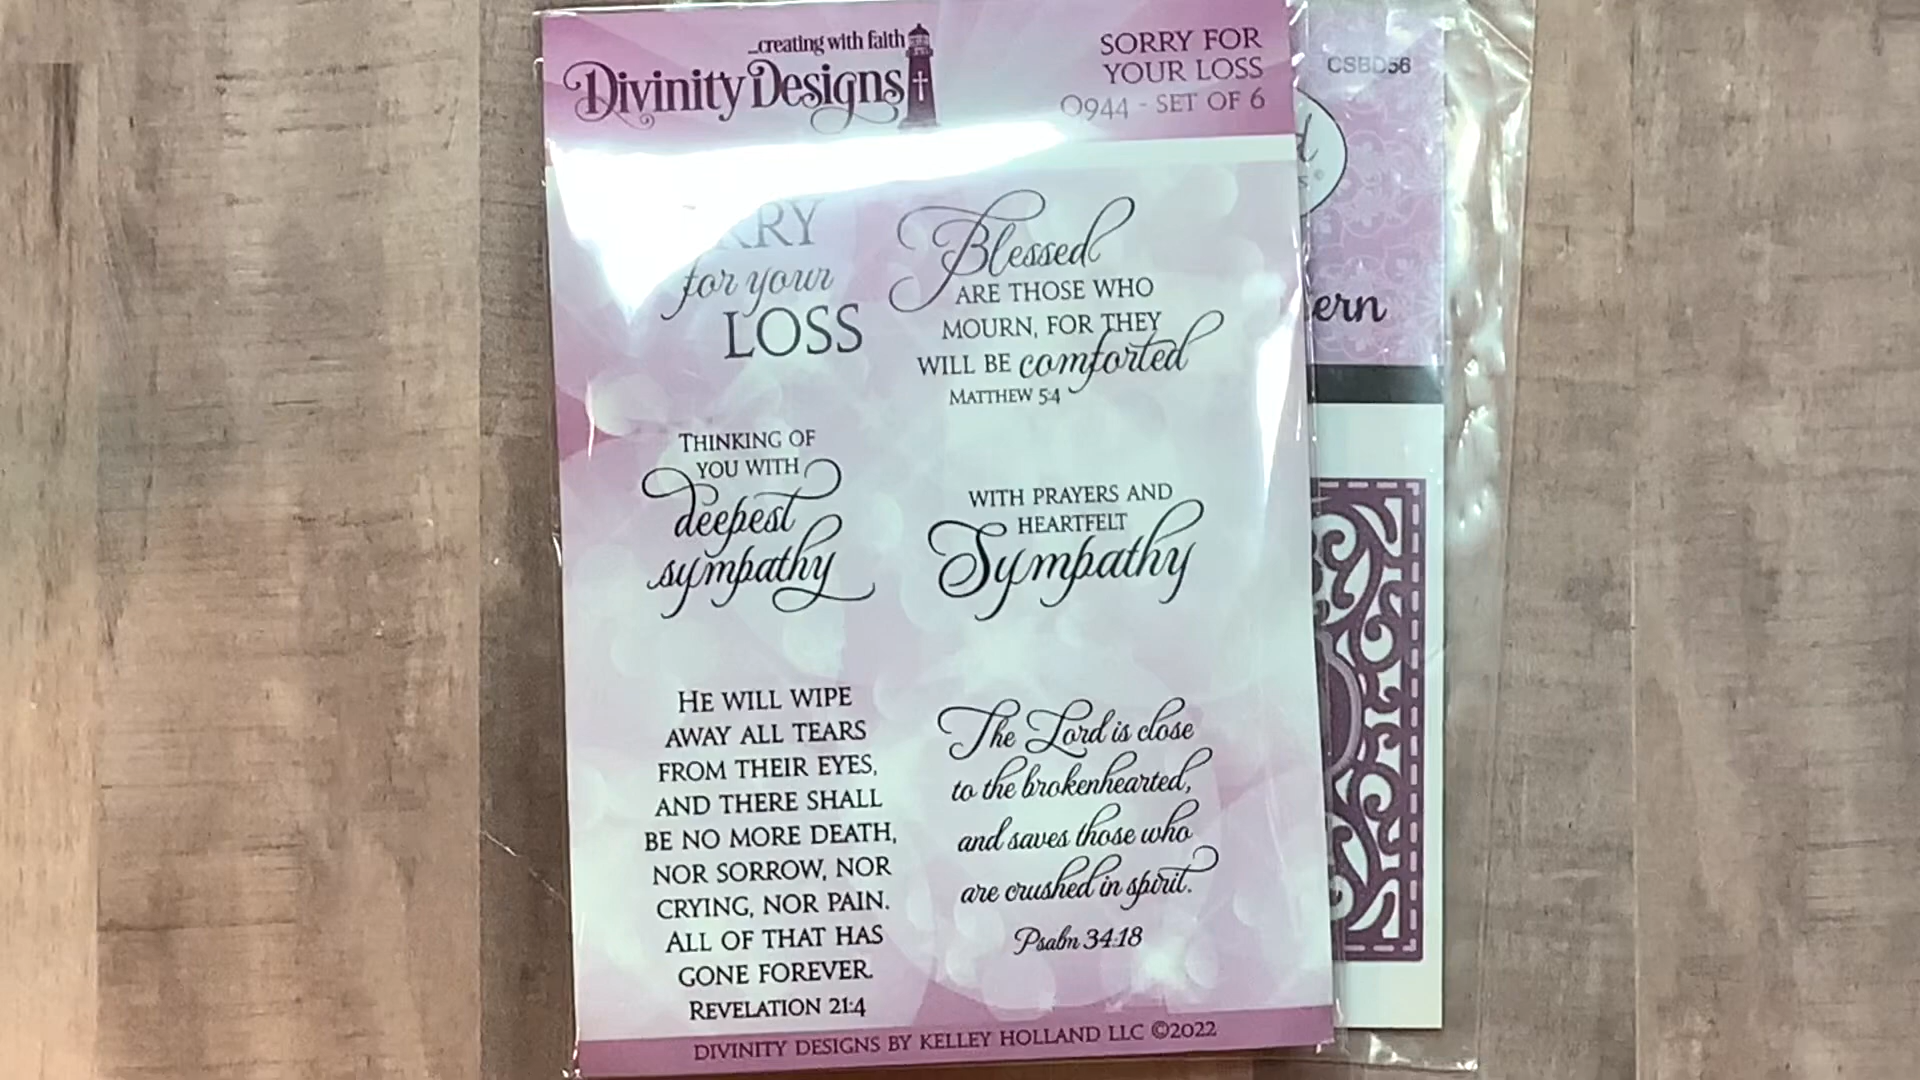 ...creating with faith
Divinity Designs
SORRY FOR
YOUR LOSS
O944 - SET OF 6
CSBD56
ern
for your
LOSS
Blessed
ARE THOSE WHO
MOURN, FOR THEY
WILL BE comforted
MATTHEW 5:4
THINKING OF
YOU WITH
deepest
sympathy
WITH PRAYERS AND
HEARTFELT
Sympathy
HE WILL WIPE
AWAY ALL TEARS
FROM THEIR EYES,
AND THERE SHALL
BE NO MORE DEATH,
NOR SORROW, NOR
CRYING, NOR PAIN.
ALL OF THAT HAS
GONE FOREVER.
REVELATION 21:4
The Lord is close
to the brokenhearted,
and saves those who
are crushed in spirit.
Psalm 34:18
DIVINITY DESIGNS BY KELLEY HOLLAND LLC ©2022